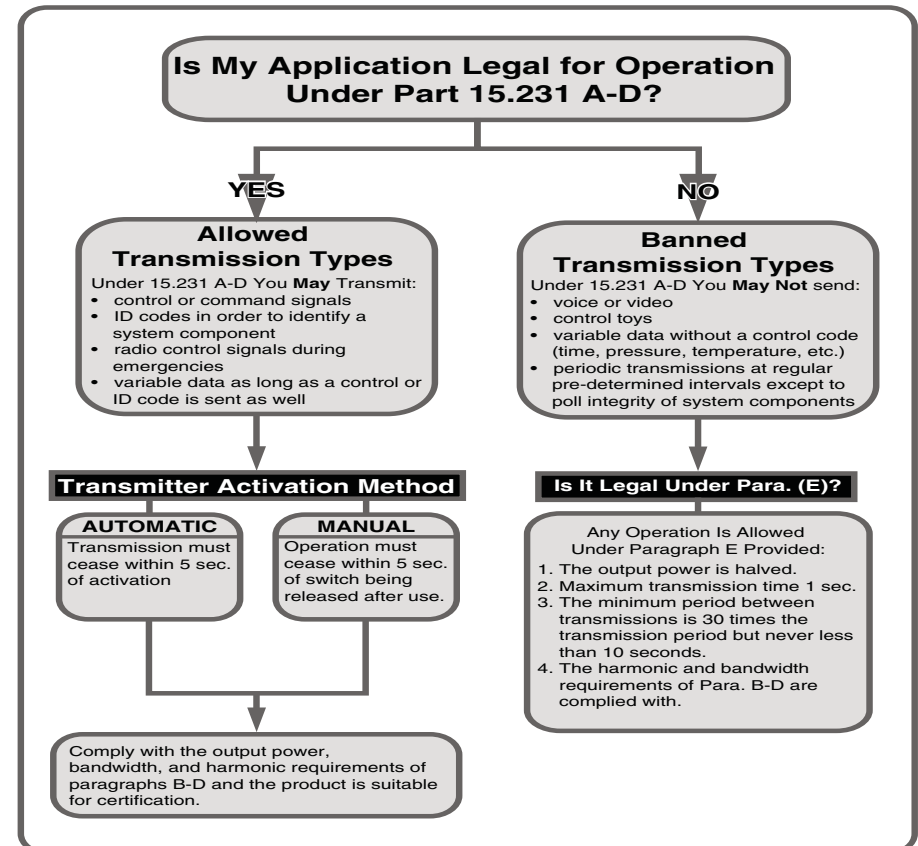 Is My Application Legal for Operation
Under Part 15.231 A-D?
YES
NO
Allowed
Transmission Types
Under 15.231 A-D You May Transmit:
• control or command signals
• ID codes in order to identify a
system component
• radio control signals during
emergencies
• variable data as long as a control or
ID code is sent as well
Banned
Transmission Types
Under 15.231 A-D You May Not send:
• voice or video
• control toys
• variable data without a control code
(time, pressure, temperature, etc.)
• periodic transmissions at regular
pre-determined intervals except to
poll integrity of system components
Transmitter Activation Method
AUTOMATIC
Transmission must
cease within 5 sec.
of activation
MANUAL
Operation must
cease within 5 sec.
of switch being
released after use.
Comply with the output power,
bandwidth, and harmonic requirements of
paragraphs B-D and the product is suitable
for certification.
Is It Legal Under Para. (E)?
Any Operation Is Allowed
Under Paragraph E Provided:
1. The output power is halved.
2. Maximum transmission time 1 sec.
3. The minimum period between
transmissions is 30 times the
transmission period but never less
than 10 seconds.
4. The harmonic and bandwidth
requirements of Para. B-D are
complied with.